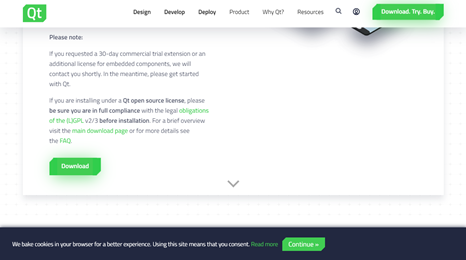 Qt
Design Develop Deploy Product Why Qt? Resources Download. Try. Buy.
Please note:
If you requested a 30-day commercial trial extension or an
additional license for embedded components, we will
contact you shortly. In the meantime, please get started
with Qt.
If you are installing under a Qt open source license, please
be sure you are in full compliance with the legal obligations
of the (L)GPL v2/3 before installation. For a brief overview
visit the main download page or for more details see
the FAQ.
Download
We bake cookies in your browser for a better experience. Using this site means that you consent. Read more Continue »